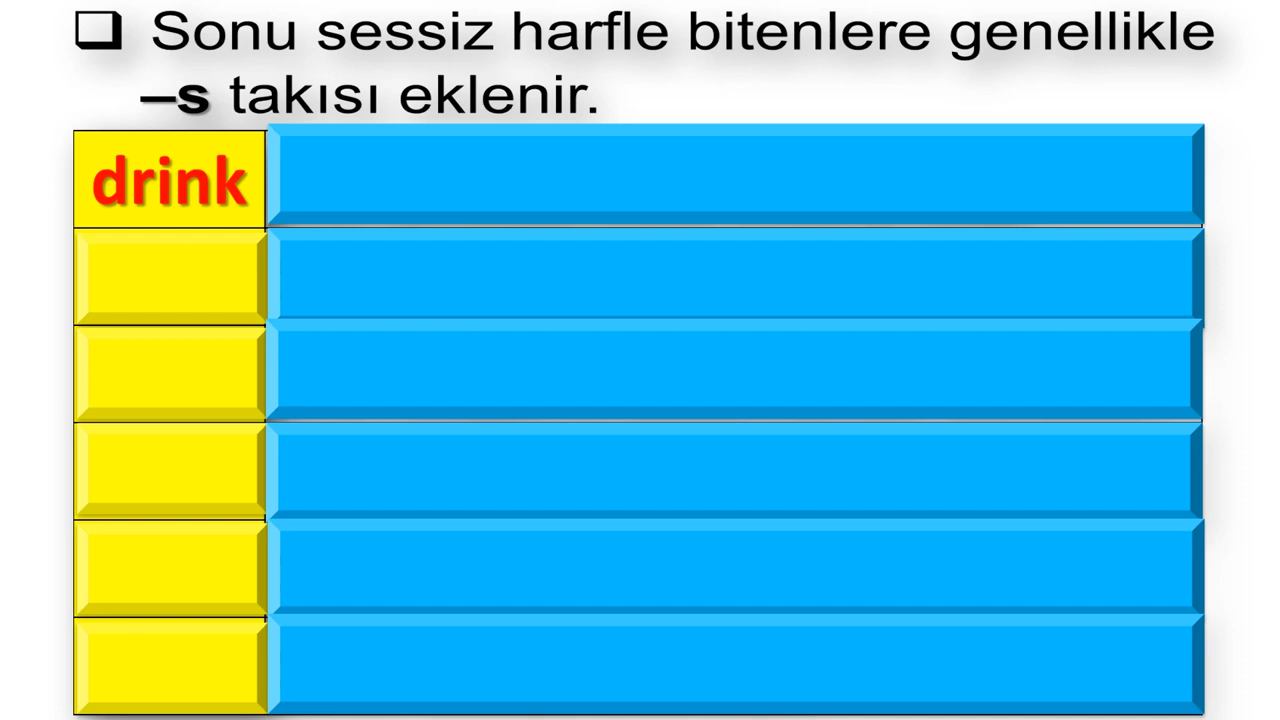 ❑ Sonu sessiz harfle bitenlere genellikle
–s takısı eklenir.
drink